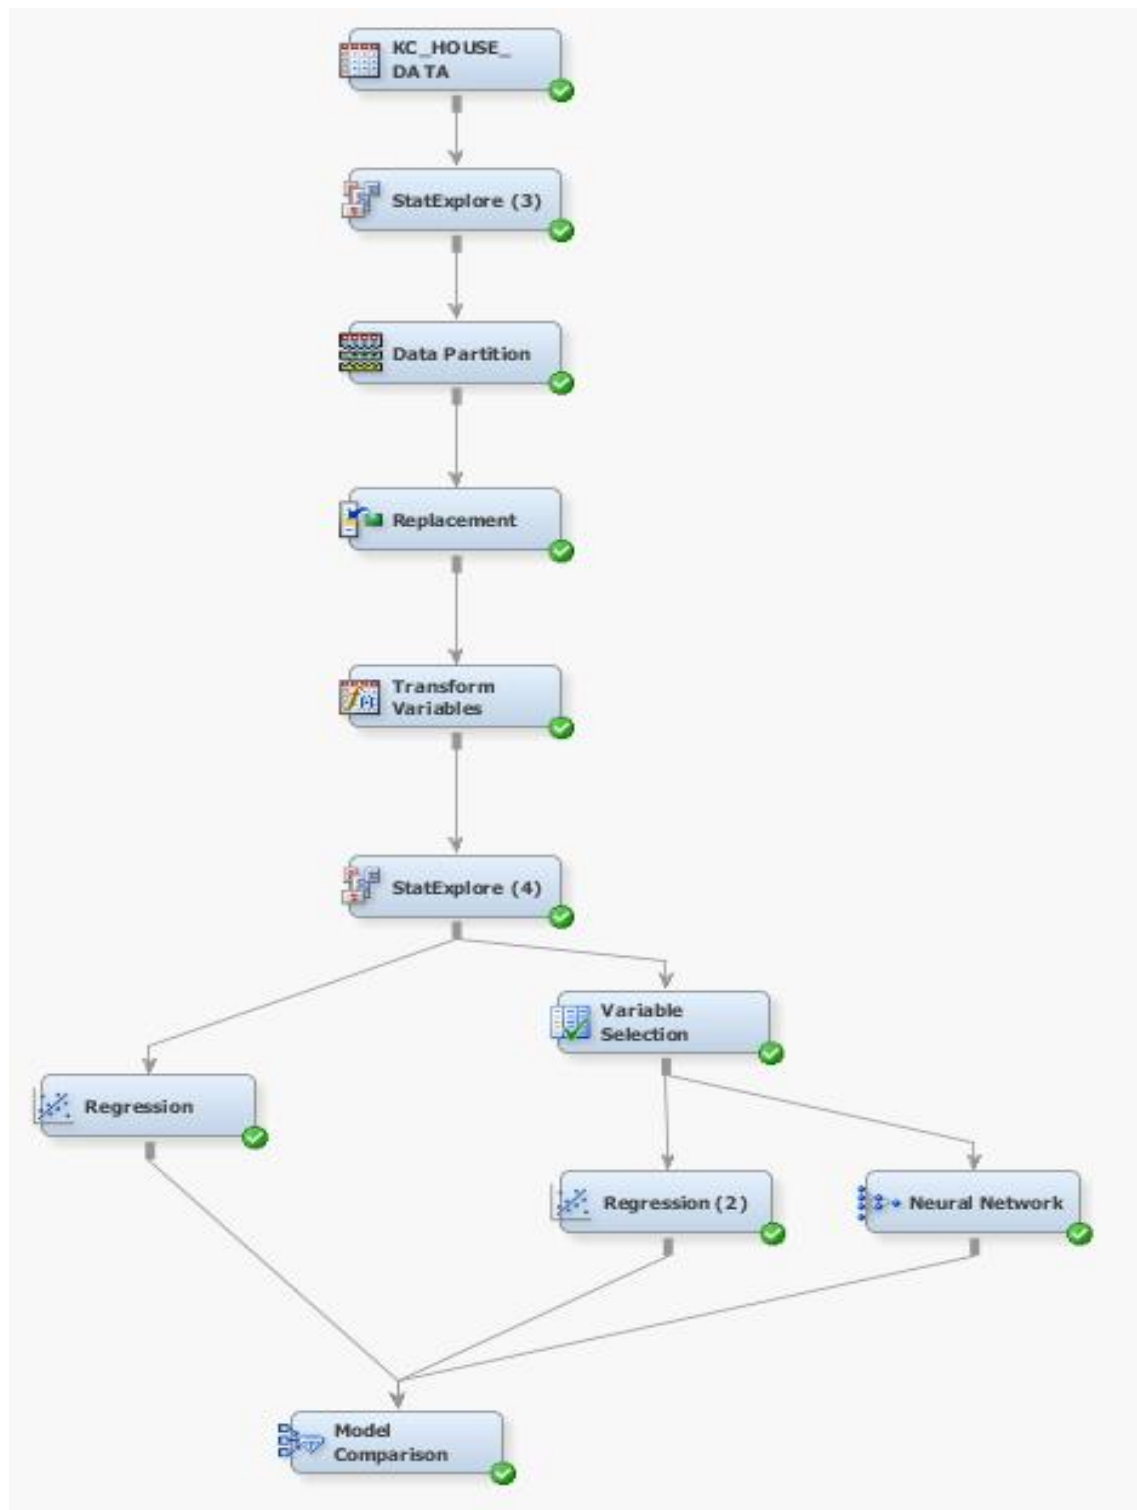 KC_HOUSE_
DATA
StatExplore (3)
Data Partition
Replacement
Transform
Variables
StatExplore (4)
Variable
Selection
Regression
Regression (2)
Neural Network
Model
Comparison